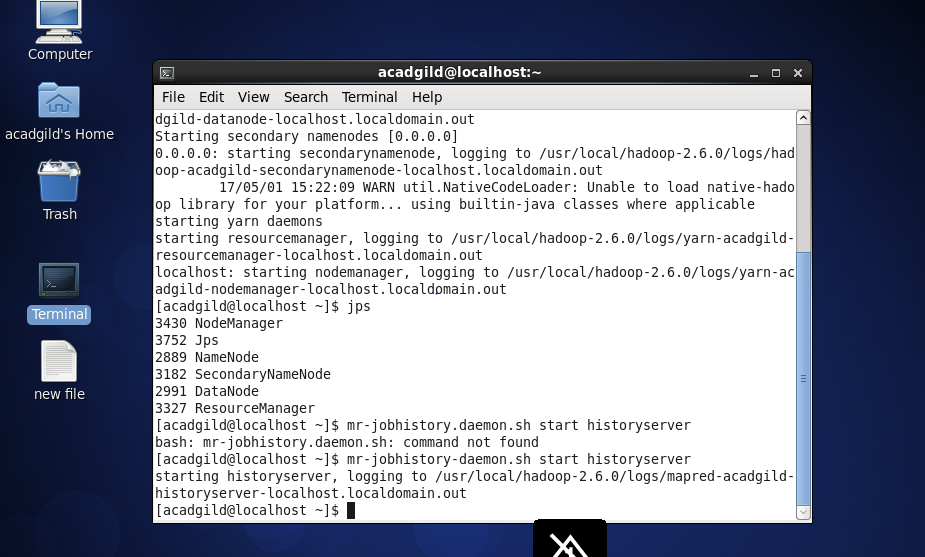 Computer
acadgild's Home
Trash
Terminal
new file
acadgild@localhost:~
File Edit View Search Terminal Help
dgild-datanode-localhost.localdomain.out
Starting secondary namenodes [0.0.0.0]
0.0.0.0: starting secondarynamenode, logging to /usr/local/hadoop-2.6.0/logs/had
oop-acadgild-secondarynamenode-localhost.localdomain.out
17/05/01 15:22:09 WARN util.NativeCodeLoader: Unable to load native-hado
op library for your platform... using builtin-java classes where applicable
starting yarn daemons
starting resourcemanager, logging to /usr/local/hadoop-2.6.0/logs/yarn-acadgild-
resourcemanager-localhost.localdomain.out
localhost: starting nodemanager, logging to /usr/local/hadoop-2.6.0/logs/yarn-ac
adgild-nodemanager-localhost.localdomain.out
[acadgild@localhost ~]$ jps
3430 NodeManager
3752 Jps
2889 NameNode
3182 SecondaryNameNode
2991 DataNode
3327 ResourceManager
[acadgild@localhost ~]$ mr-jobhistory.daemon.sh start historyserver
bash: mr-jobhistory.daemon.sh: command not found
[acadgild@localhost ~]$ mr-jobhistory-daemon.sh start historyserver
starting historyserver, logging to /usr/local/hadoop-2.6.0/logs/mapred-acadgild-
historyserver-localhost.localdomain.out
[acadgild@localhost ~]$